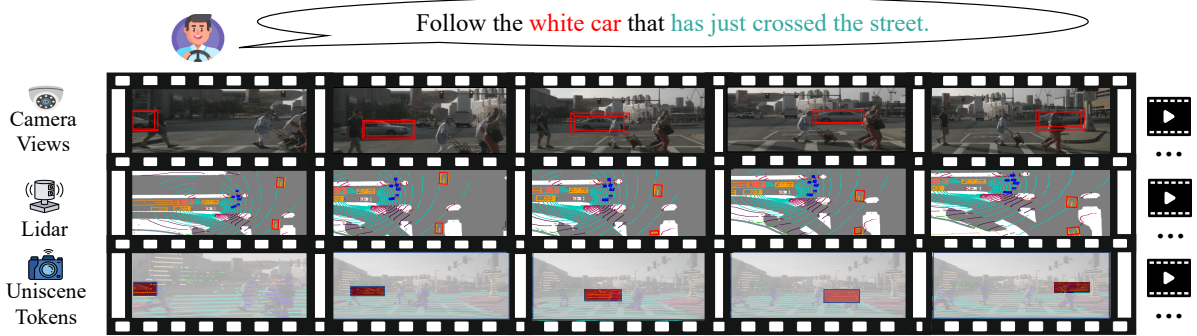 Follow the white car that has just crossed the street.
Camera
Views
Lidar
Uniscene
Tokens